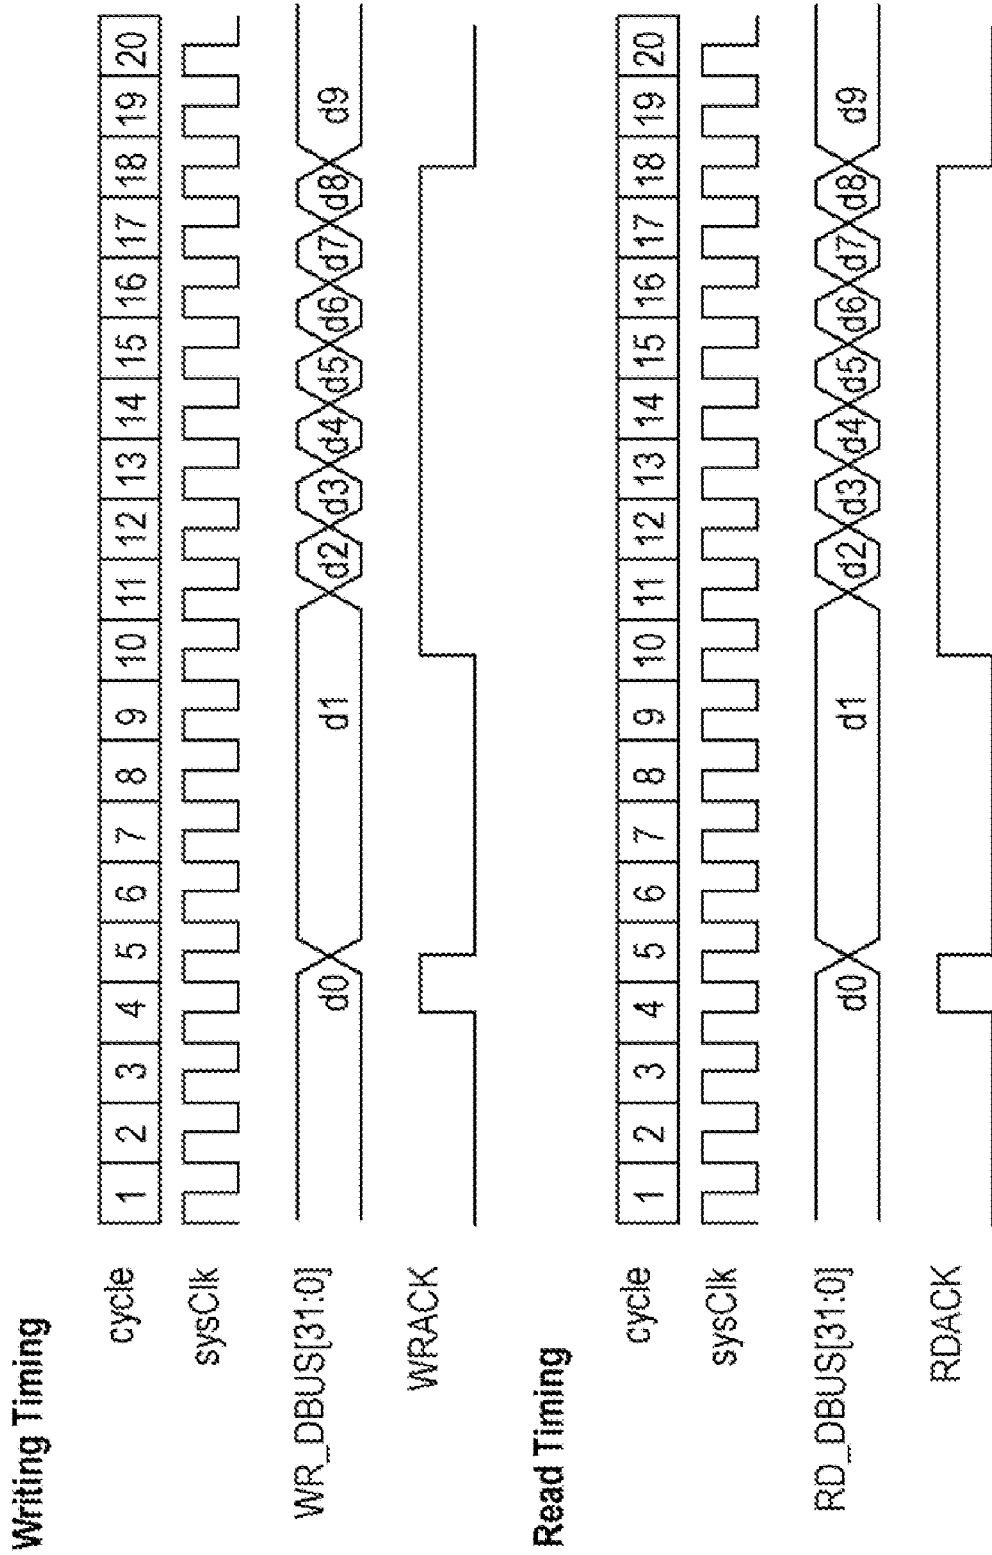 Writing Timing
cycle 1 2 3 4 5 6 7 8 9 10 11 12 13 14 15 16 17 18 19 20
sysClk
WR_DBUS[31:0] d0 d1 d2 d3 d4 d5 d6 d7 d8 d9
WRACK
Read Timing
cycle 1 2 3 4 5 6 7 8 9 10 11 12 13 14 15 16 17 18 19 20
sysClk
RD_DBUS[31:0] d0 d1 d2 d3 d4 d5 d6 d7 d8 d9
RDACK